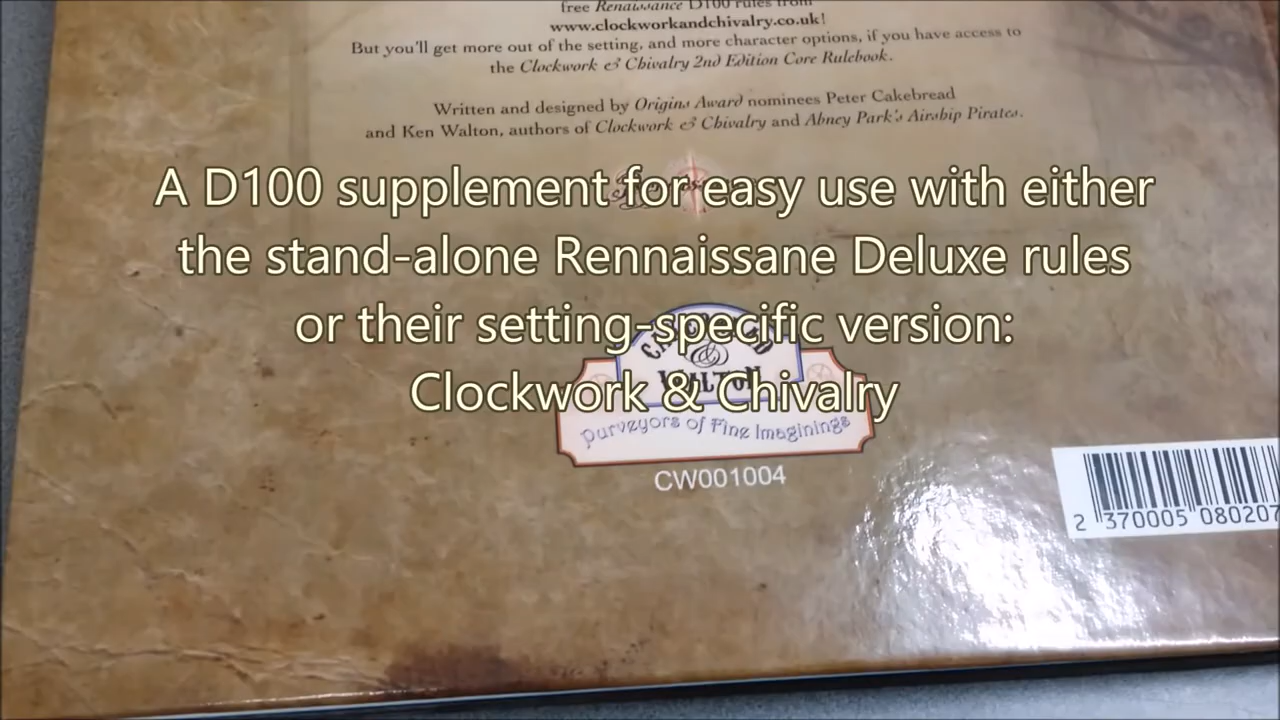 free Renaissance D100 rules from
www.clockworkandchivalry.co.uk!
But you'll get more out of the setting, and more character options, if you have access to
the Clockwork & Chivalry 2nd Edition Core Rulebook.
Written and designed by Origins Award nominees Peter Cakebread
and Ken Walton, authors of Clockwork & Chivalry and Abney Park's Airship Pirates.
A D100 supplement for easy use with either
the stand-alone Rennaissane Deluxe rules
or their setting-specific version:
Clockwork & Chivalry
&
WALTON
Purveyors of Fine Imaginings
CW001004
2 370005 080207